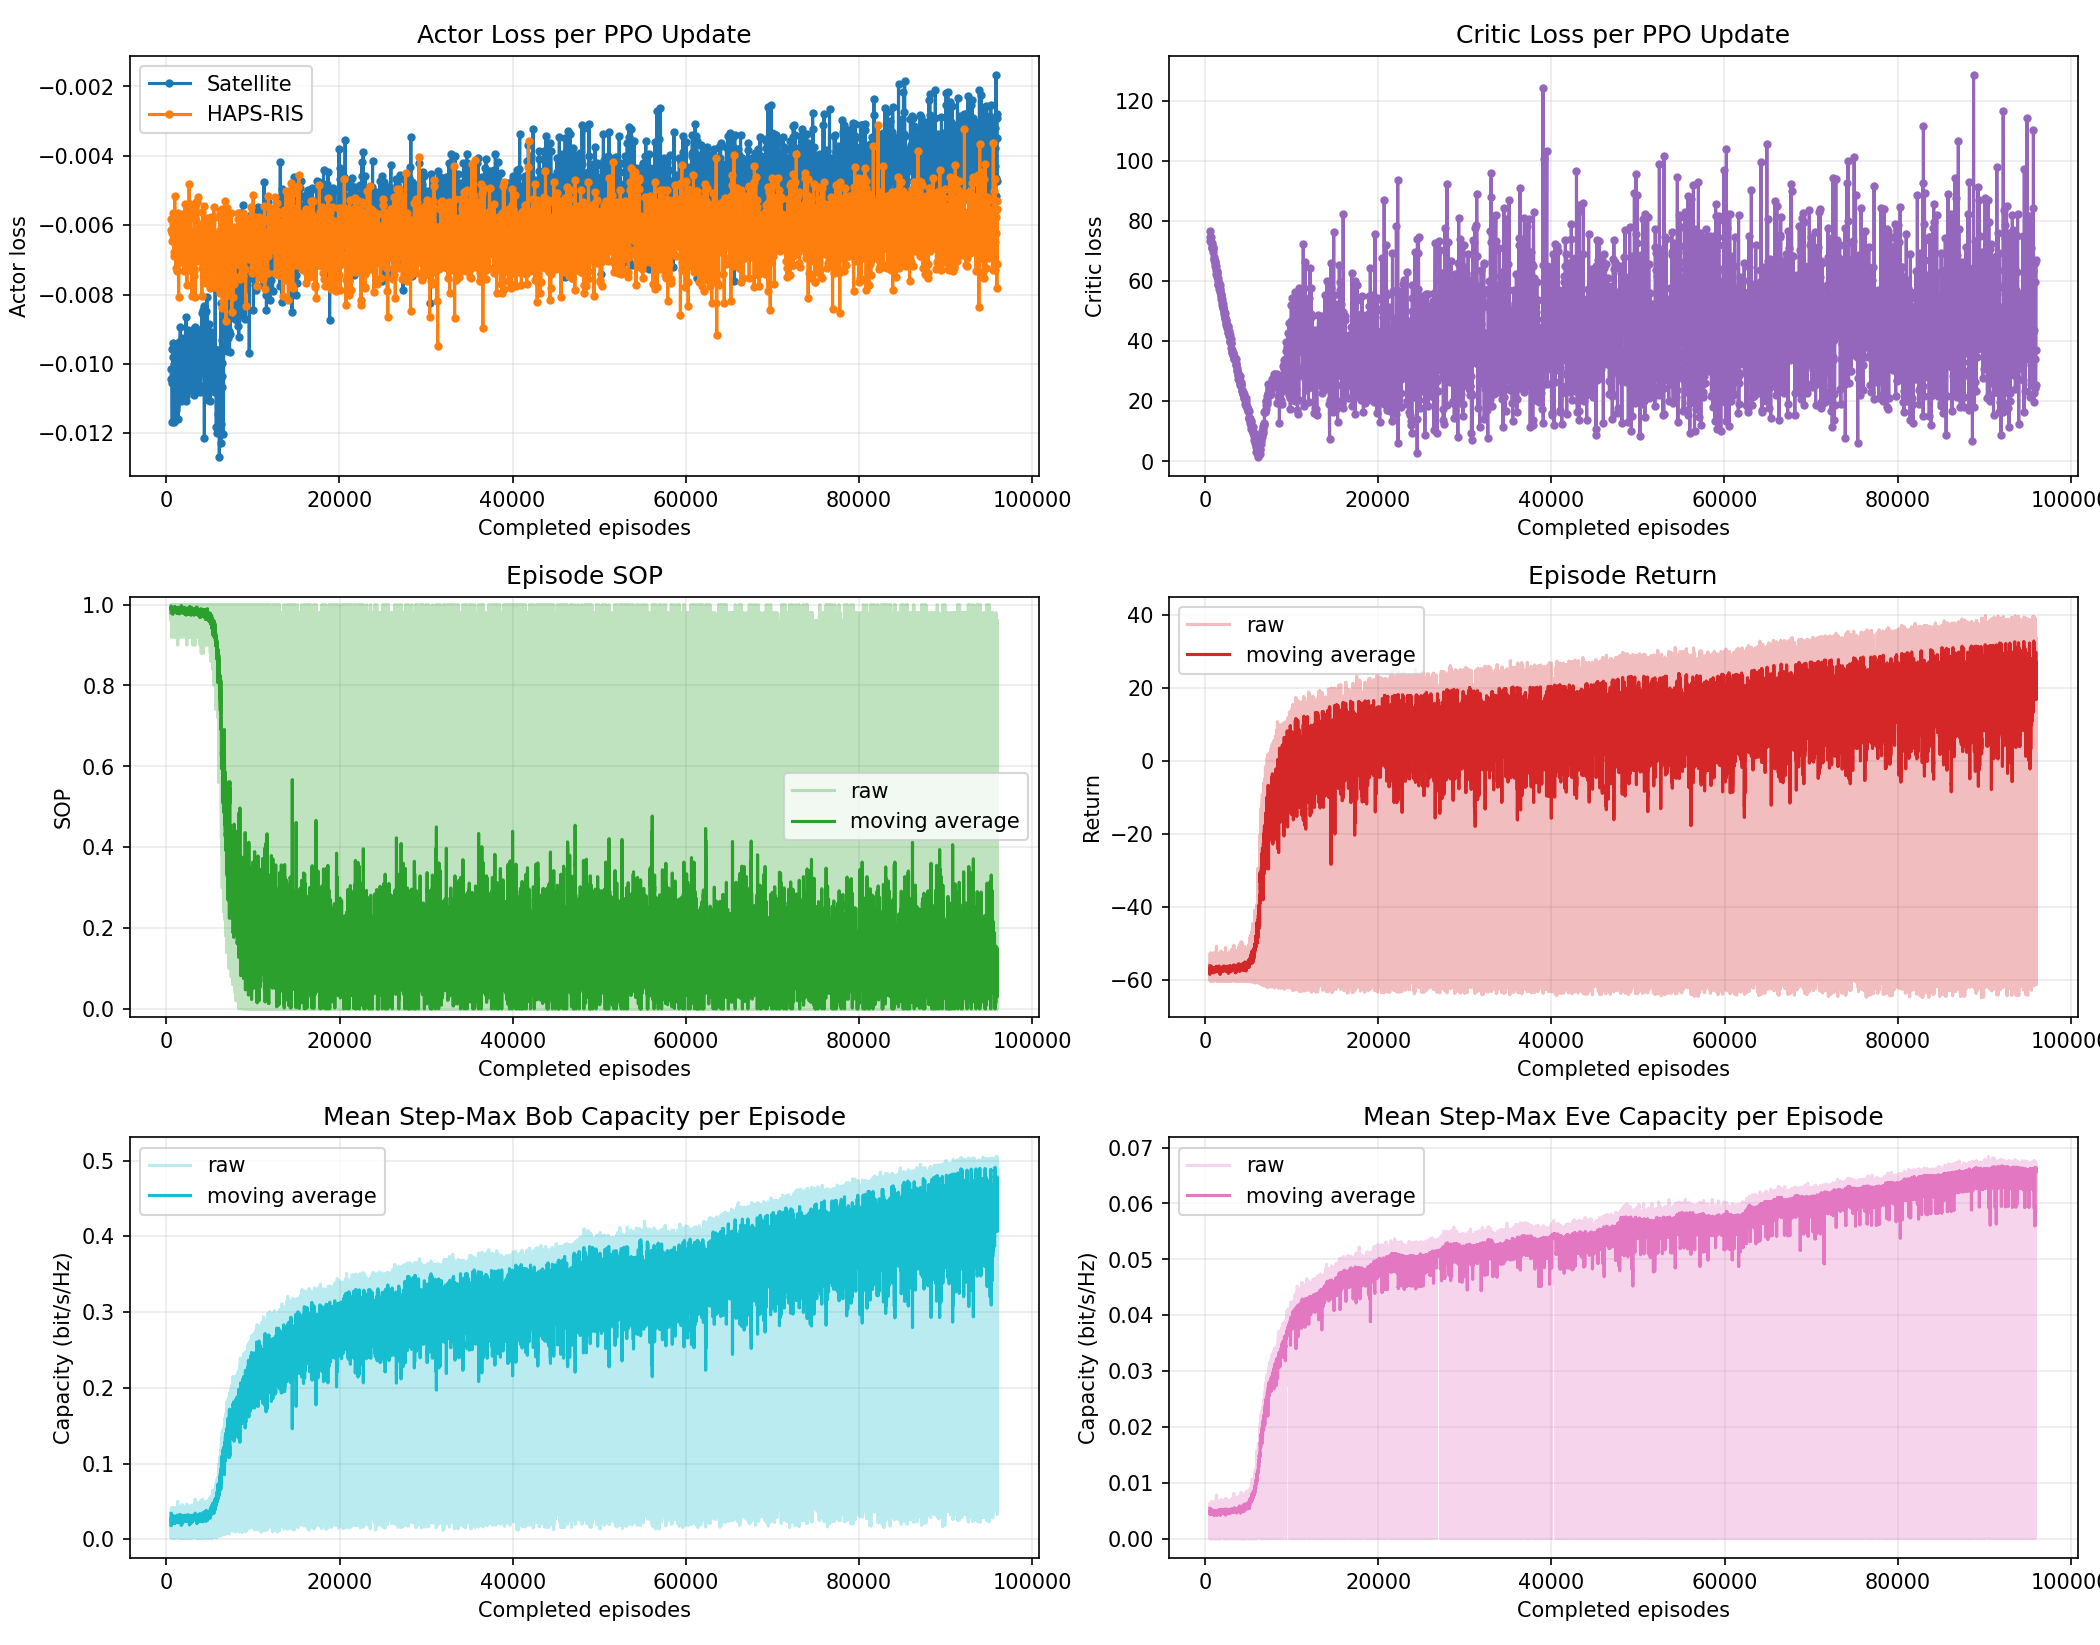 Actor Loss per PPO Update
Satellite
HAPS-RIS
−0.002
−0.004
−0.006
−0.008
−0.010
−0.012
Actor loss
0
20000
40000
60000
80000
100000
Completed episodes
Critic Loss per PPO Update
120
100
80
60
40
20
0
Critic loss
0
20000
40000
60000
80000
100000
Completed episodes
Episode SOP
raw
moving average
1.0
0.8
0.6
0.4
0.2
0.0
SOP
0
20000
40000
60000
80000
100000
Completed episodes
Episode Return
raw
moving average
40
20
0
−20
−40
−60
Return
0
20000
40000
60000
80000
100000
Completed episodes
Mean Step-Max Bob Capacity per Episode
raw
moving average
0.5
0.4
0.3
0.2
0.1
0.0
Capacity (bit/s/Hz)
0
20000
40000
60000
80000
100000
Completed episodes
Mean Step-Max Eve Capacity per Episode
raw
moving average
0.07
0.06
0.05
0.04
0.03
0.02
0.01
0.00
Capacity (bit/s/Hz)
0
20000
40000
60000
80000
100000
Completed episodes